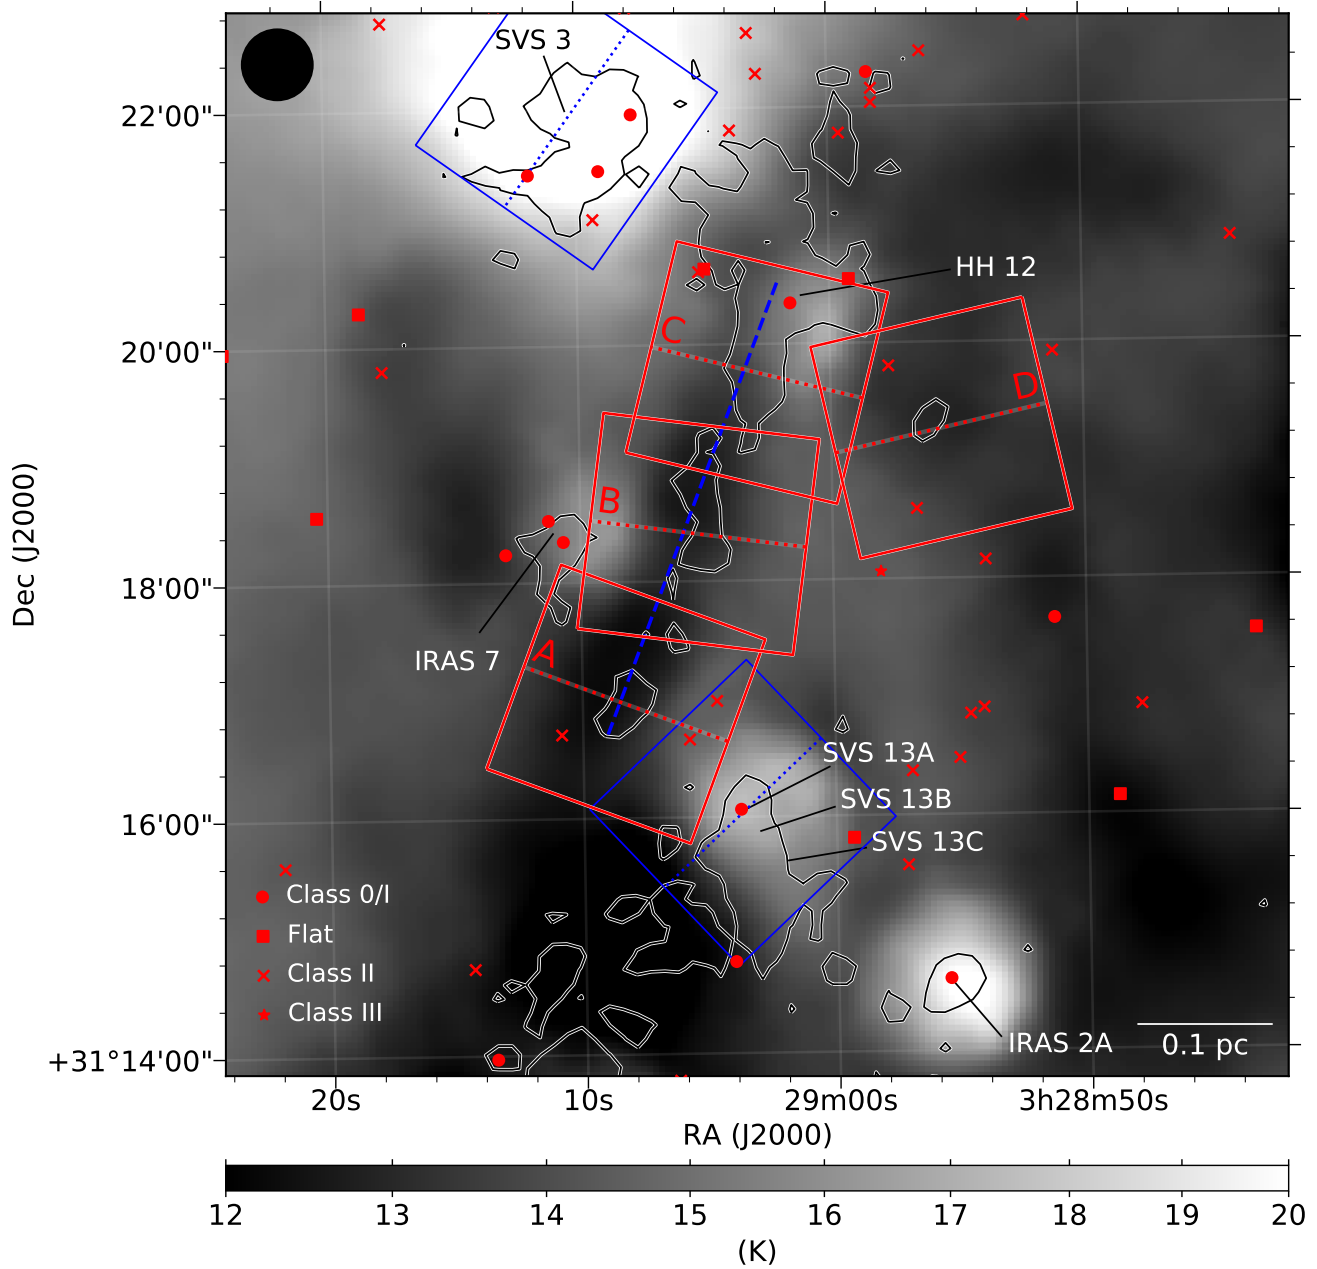 SVS 3
22'00"
HH 12
C
20'00"
D
B
18'00"
A
IRAS 7
SVS 13A
SVS 13B
16'00"
SVS 13C
Class 0/I
Flat
Class II
Class III
IRAS 2A
0.1 pc
+31°14'00"
Dec (J2000)
20s 10s 29m00s 3h28m50s
RA (J2000)
12 13 14 15 16 17 18 19 20
(K)